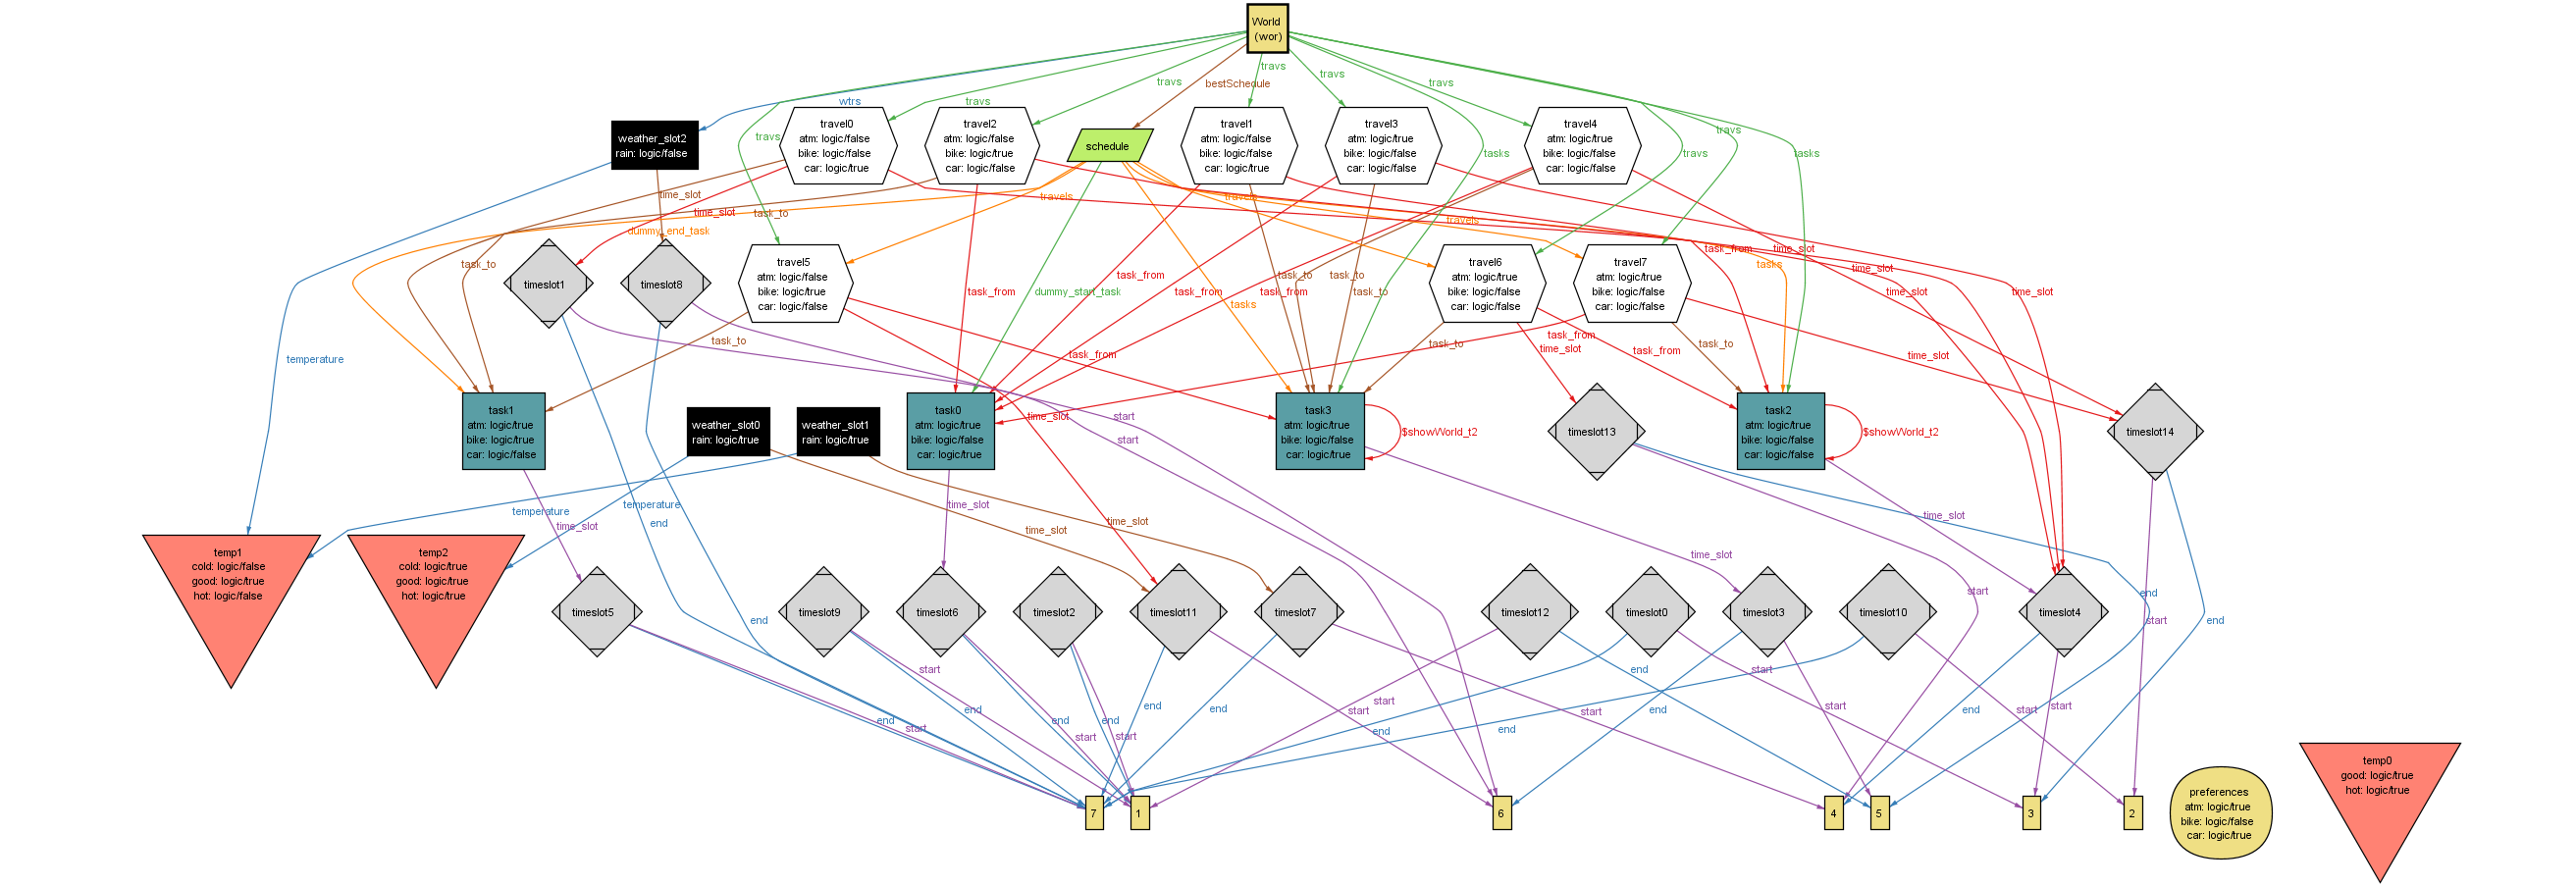 World
(wor)
travs
travs
travs
travs
travs
bestSchedule
wtrs
travs
travs
travs
travs
tasks
tasks
weather_slot2
rain: logic/false
travel0
atm: logic/false
bike: logic/false
car: logic/true
travel2
atm: logic/false
bike: logic/true
car: logic/false
schedule
travel1
atm: logic/false
bike: logic/false
car: logic/true
travel3
atm: logic/true
bike: logic/false
car: logic/false
travel4
atm: logic/true
bike: logic/false
car: logic/false
time_slot
time_slot
task_to
travels
travels
travels
dummy_end_task
task_to
task_from
time_slot
tasks
time_slot
timeslot1
timeslot8
travel5
atm: logic/false
bike: logic/true
car: logic/false
task_from
dummy_start_task
task_from
task_from
task_from
task_to
task_to
tasks
travel6
atm: logic/true
bike: logic/false
car: logic/false
travel7
atm: logic/true
bike: logic/false
car: logic/false
time_slot
time_slot
temperature
task_to
task_from
task_to
task_from
time_slot
task_from
task_to
time_slot
task1
atm: logic/true
bike: logic/true
car: logic/false
weather_slot0
rain: logic/true
weather_slot1
rain: logic/true
task0
atm: logic/true
bike: logic/false
car: logic/true
time_slot
start
start
task3
atm: logic/true
bike: logic/false
car: logic/true
$showWorld_t2
timeslot13
task2
atm: logic/true
bike: logic/false
car: logic/false
$showWorld_t2
timeslot14
temperature
time_slot
temperature
end
time_slot
time_slot
time_slot
time_slot
time_slot
temp1
cold: logic/false
good: logic/true
hot: logic/false
temp2
cold: logic/true
good: logic/true
hot: logic/true
timeslot5
timeslot9
timeslot6
timeslot2
timeslot11
timeslot7
timeslot12
timeslot0
timeslot3
timeslot10
timeslot4
start
end
start
end
end
start
end
start
end
end
start
end
start
end
end
start
start
end
end
end
start
end
start
start
end
start
start
7
1
6
4
5
3
2
preferences
atm: logic/true
bike: logic/false
car: logic/true
temp0
good: logic/true
hot: logic/true